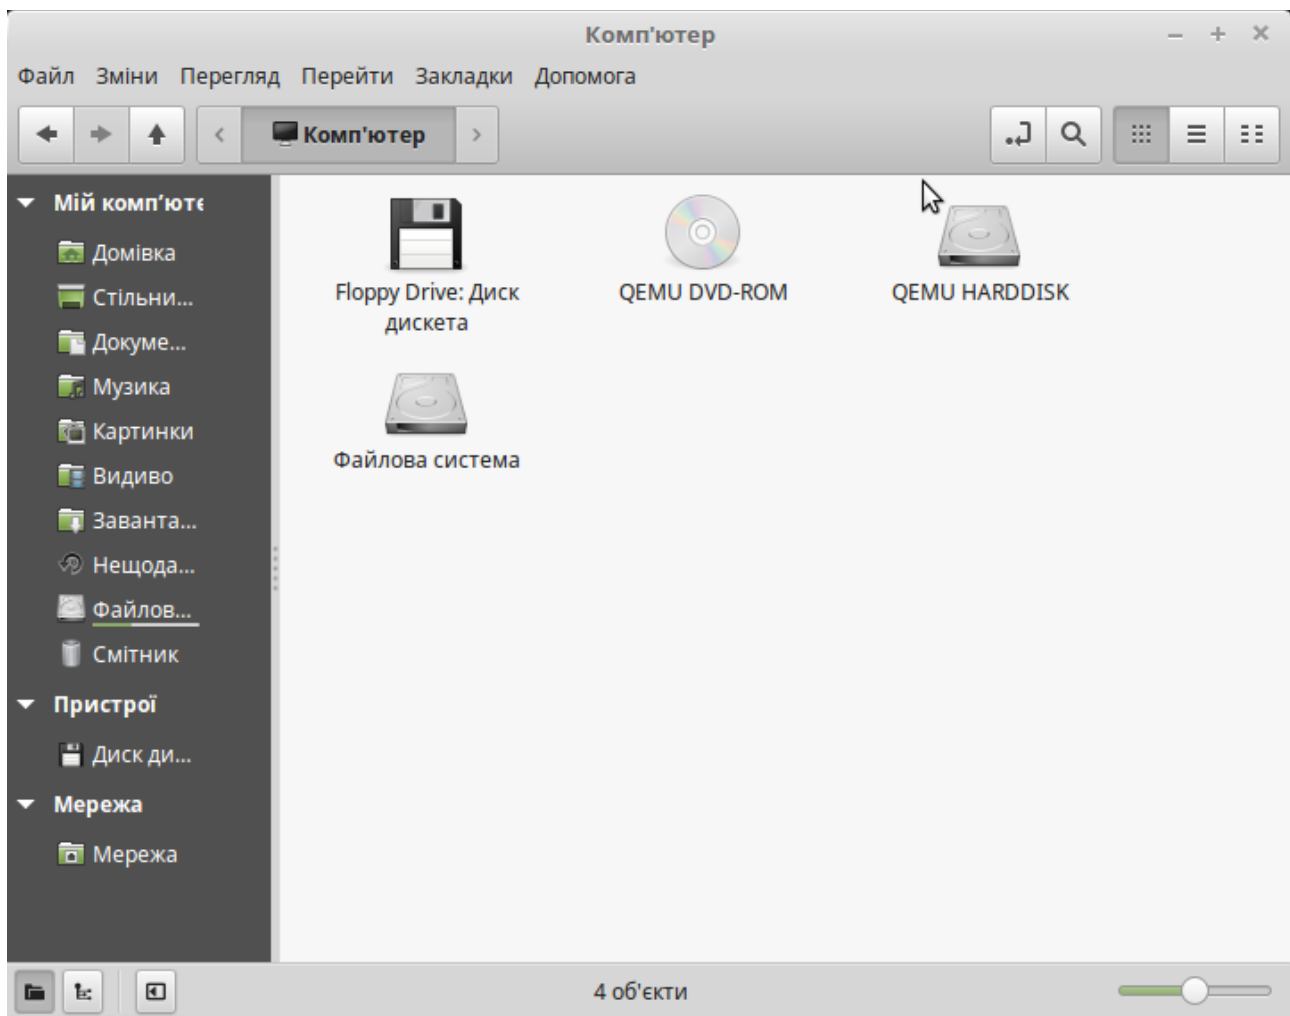 Комп'ютер
Файл Зміни Перегляд Перейти Закладки Допомога
Комп'ютер
Мій комп’юте
Домівка
Стільни...
Докуме...
Музика
Картинки
Видиво
Заванта...
Нещода...
Файлов...
Смітник
Пристрої
Диск ди...
Мережа
Мережа
Floppy Drive: Диск
дискета
QEMU DVD-ROM
QEMU HARDDISK
Файлова система
4 об'єкти